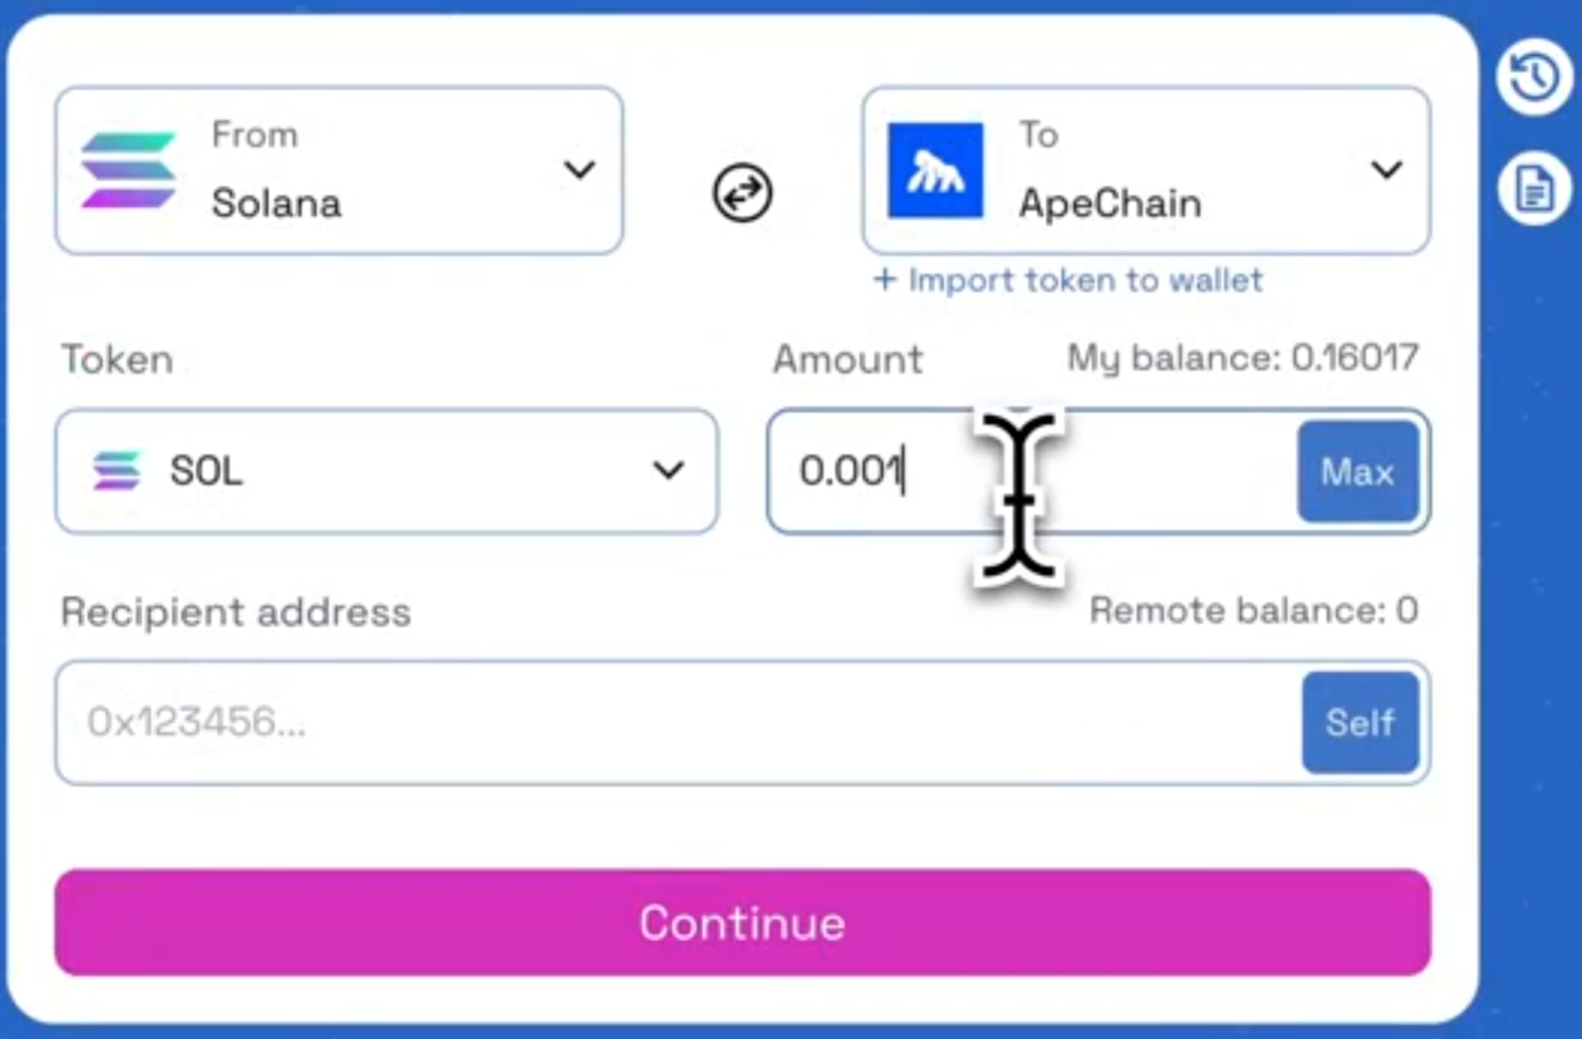 From
Solana
To
ApeChain
+ Import token to wallet
Token
Amount
My balance: 0.16017
SOL
0.001
Max
Recipient address
Remote balance: 0
0x123456...
Self
Continue